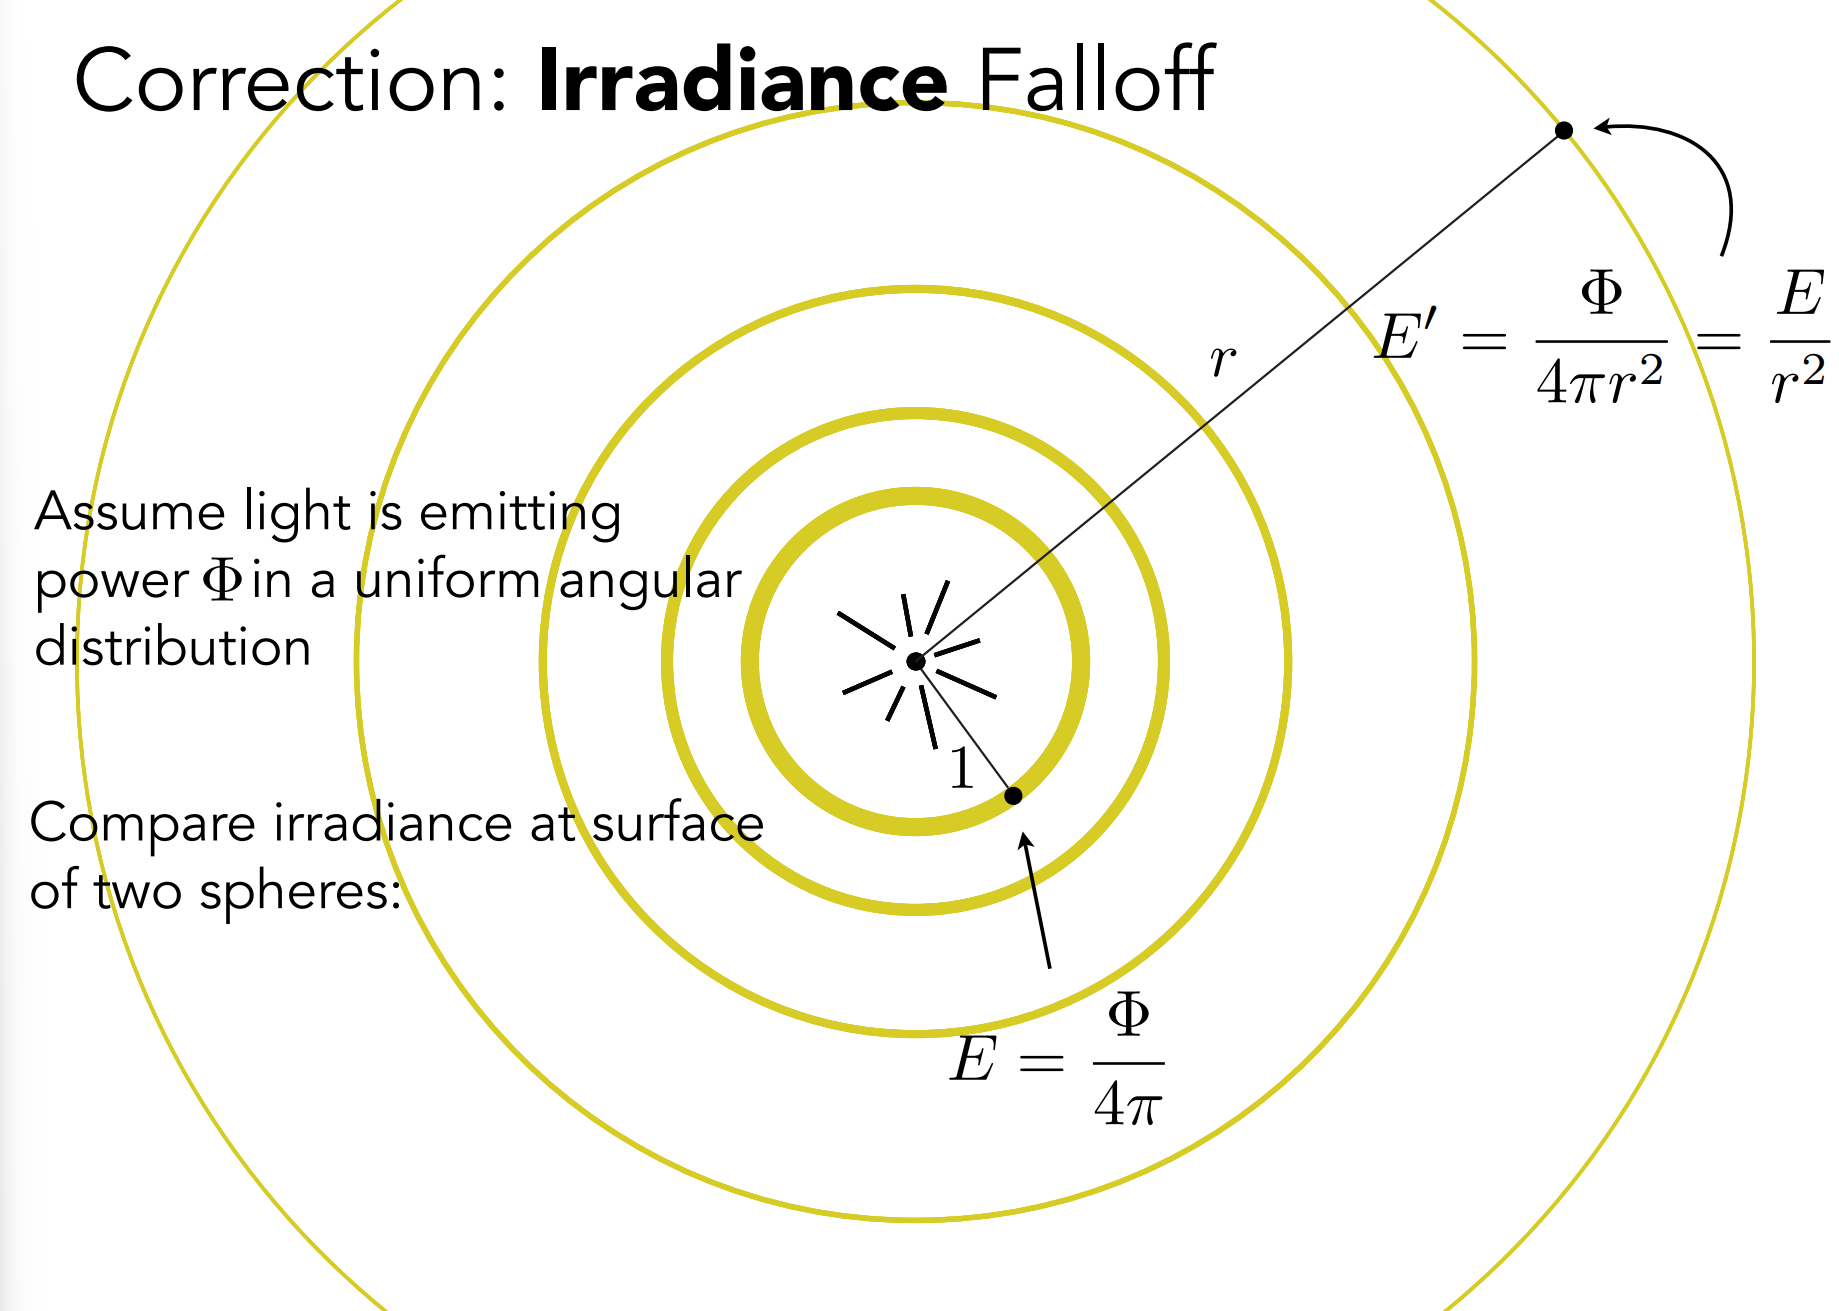 Correction: Irradiance Falloff
r
E′ = Φ / 4πr² = E / r²
Assume light is emitting
power Φ in a uniform angular
distribution
1
Compare irradiance at surface
of two spheres:
E = Φ / 4π